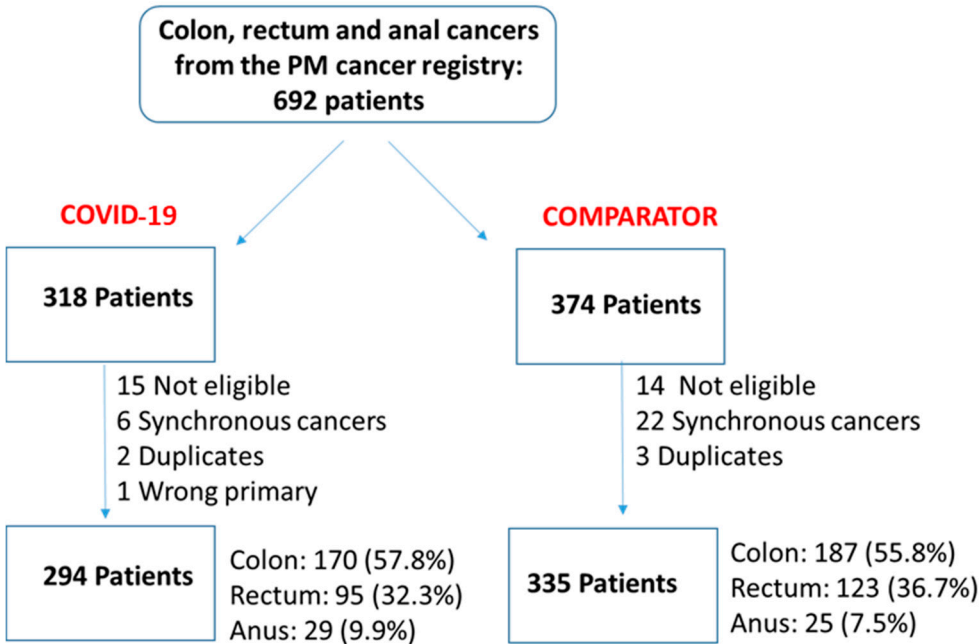 Colon, rectum and anal cancers
from the PM cancer registry:
692 patients
COVID-19
318 Patients
15 Not eligible
6 Synchronous cancers
2 Duplicates
1 Wrong primary
294 Patients
Colon: 170 (57.8%)
Rectum: 95 (32.3%)
Anus: 29 (9.9%)
COMPARATOR
374 Patients
14 Not eligible
22 Synchronous cancers
3 Duplicates
335 Patients
Colon: 187 (55.8%)
Rectum: 123 (36.7%)
Anus: 25 (7.5%)